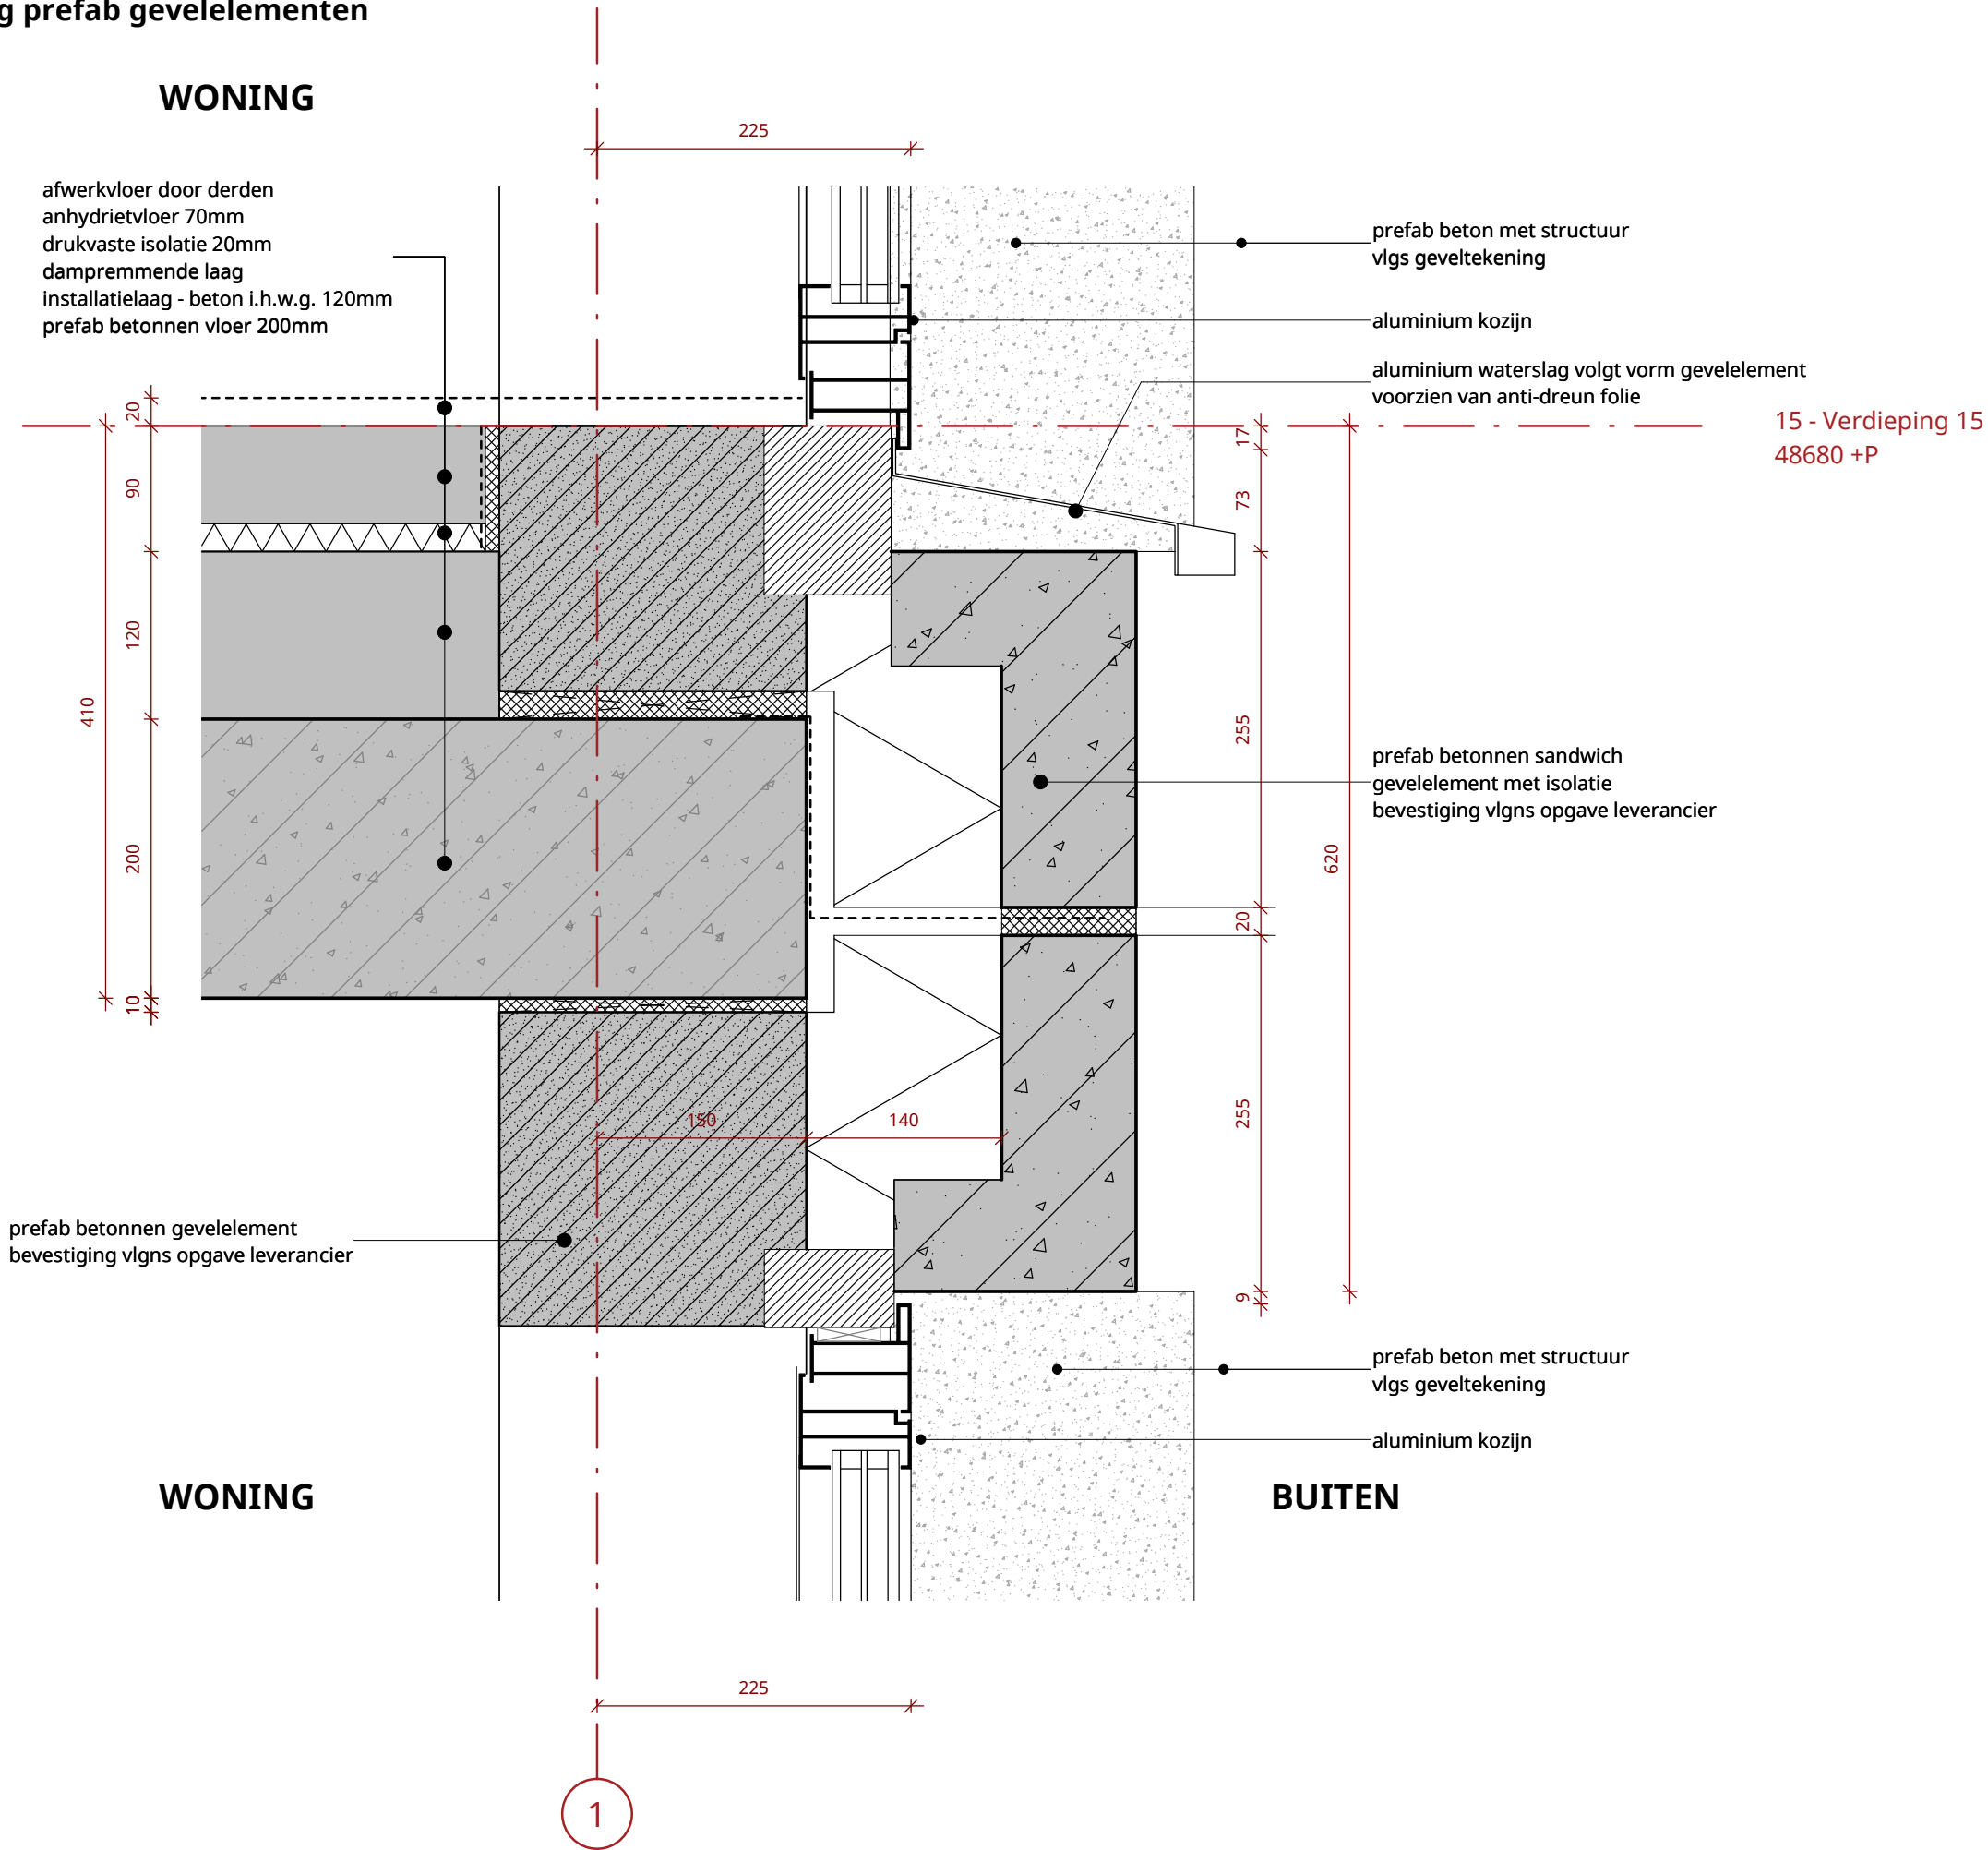 g prefab gevelelementen
WONING
225
afwerkvloer door derden
anhydrietvloer 70mm
drukvaste isolatie 20mm
dampremmende laag
installatielaag - beton i.h.w.g. 120mm
prefab betonnen vloer 200mm
prefab beton met structuur
vlgs geveltekening
aluminium kozijn
aluminium waterslag volgt vorm gevelelement
voorzien van anti-dreun folie
15 - Verdieping 15
48680 +P
20
90
120
410
200
10
17
73
255
620
20
255
9
prefab betonnen sandwich
gevelelement met isolatie
bevestiging vlgns opgave leverancier
150
140
prefab betonnen gevelelement
bevestiging vlgns opgave leverancier
prefab beton met structuur
vlgs geveltekening
aluminium kozijn
WONING
BUITEN
225
1